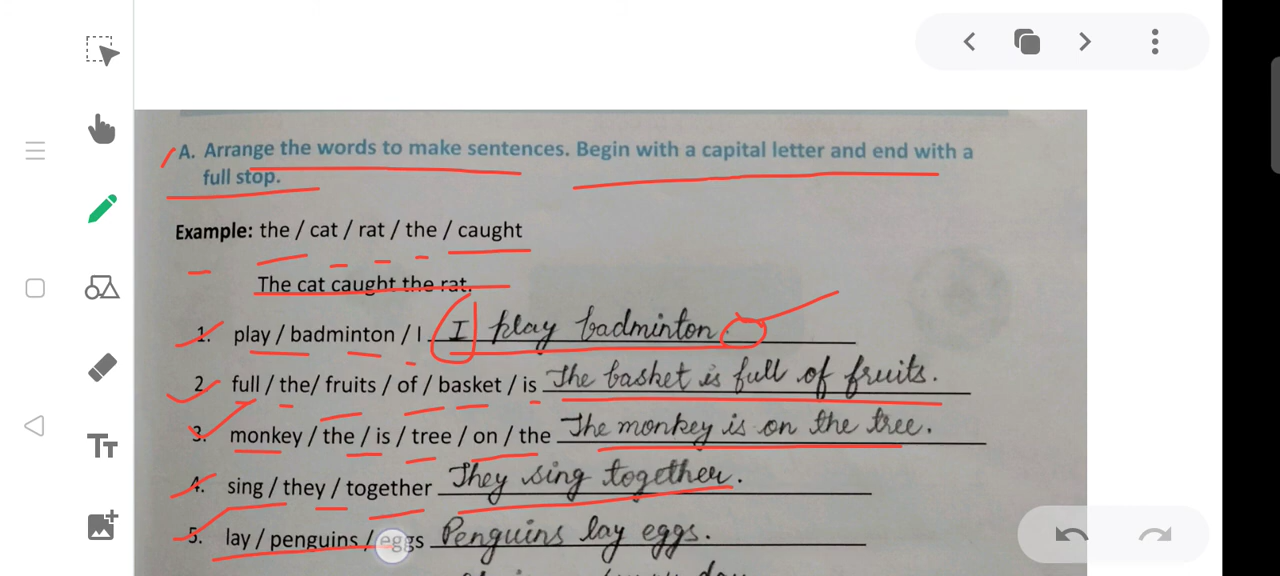 A. Arrange the words to make sentences. Begin with a capital letter and end with a
full stop.
Example: the / cat / rat / the / caught
The cat caught the rat.
1. play / badminton / I I play badminton.
2. full / the/ fruits / of / basket / is The basket is full of fruits.
3. monkey / the / is / tree / on / the The monkey is on the tree.
4. sing / they / together They sing together.
5. lay / penguins / eggs Penguins lay eggs.
Tt